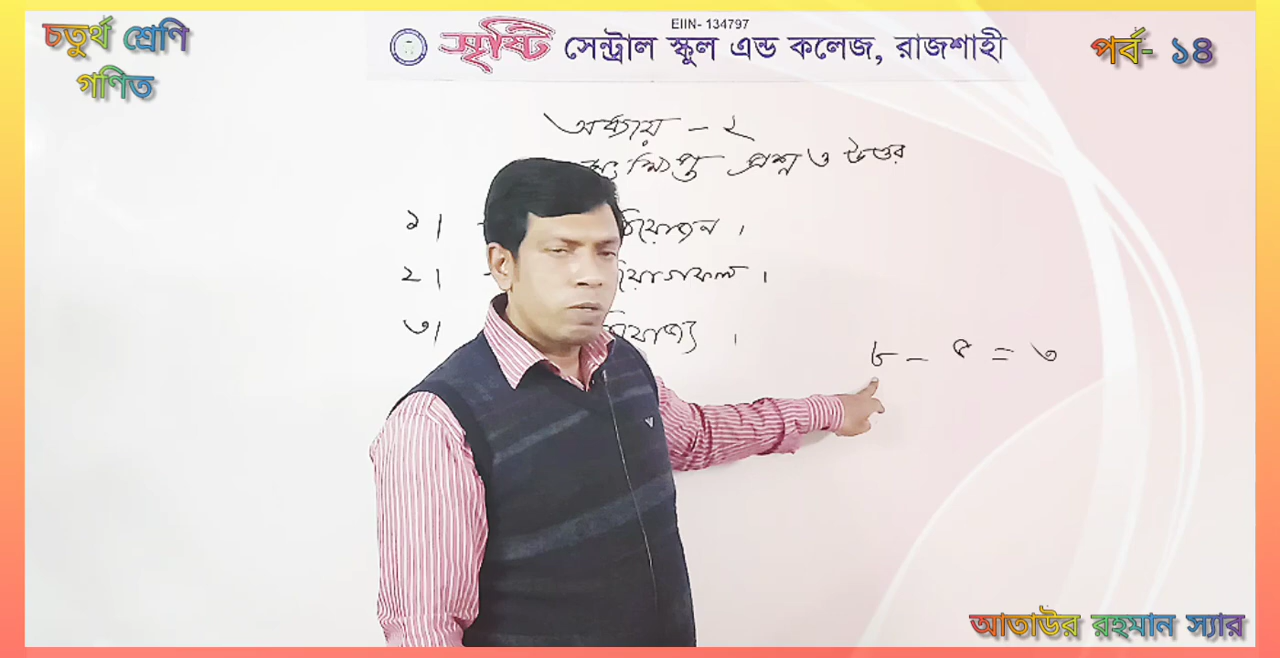 চতুর্থ শ্রেণি
গণিত
EIIN- 134797
সৃষ্টি সেন্ট্রাল স্কুল এন্ড কলেজ, রাজশাহী
পর্ব- ১৪
অধ্যায় - ২
প্রশ্ন ও উত্তর
১।
২।
৩।
৮ - ৫ = ৩
আতাউর রহমান স্যার